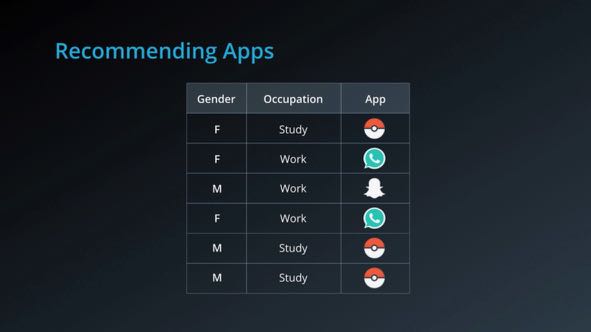 Recommending Apps
Gender Occupation App
F Study
F Work
M Work
F Work
M Study
M Study